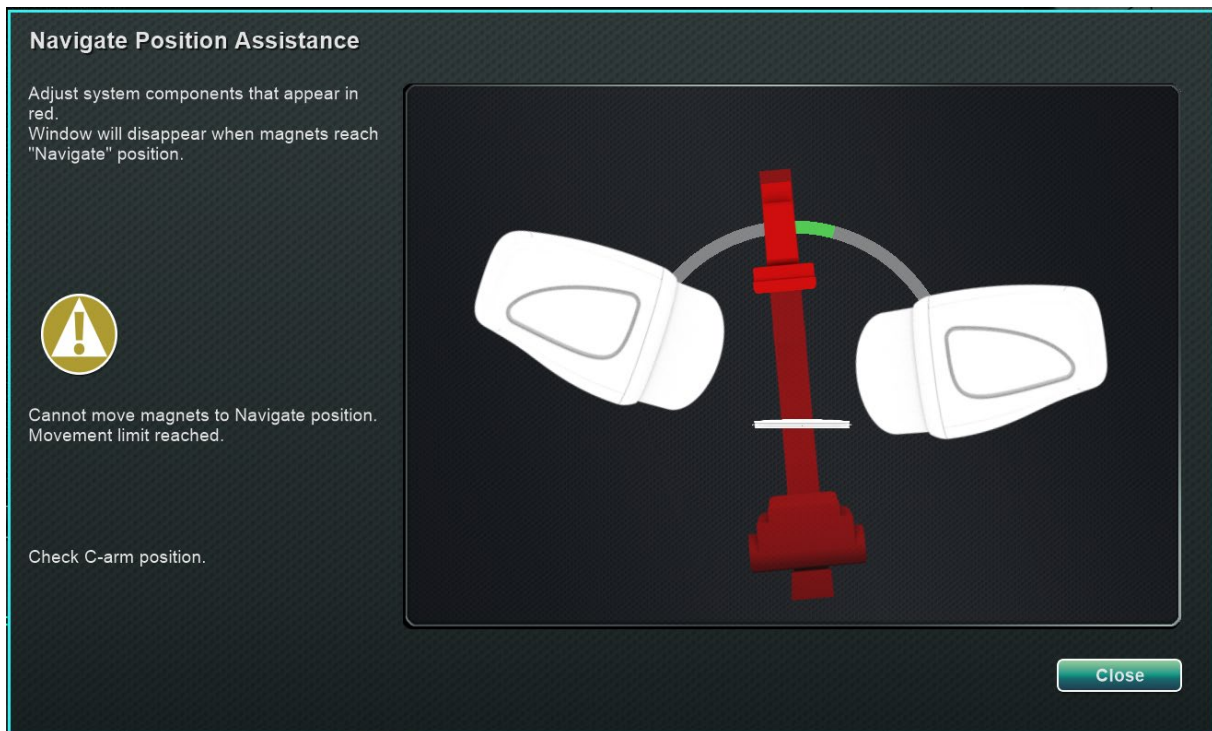 Navigate Position Assistance
Adjust system components that appear in
red.
Window will disappear when magnets reach
"Navigate" position.
Cannot move magnets to Navigate position.
Movement limit reached.
Check C-arm position.
Close